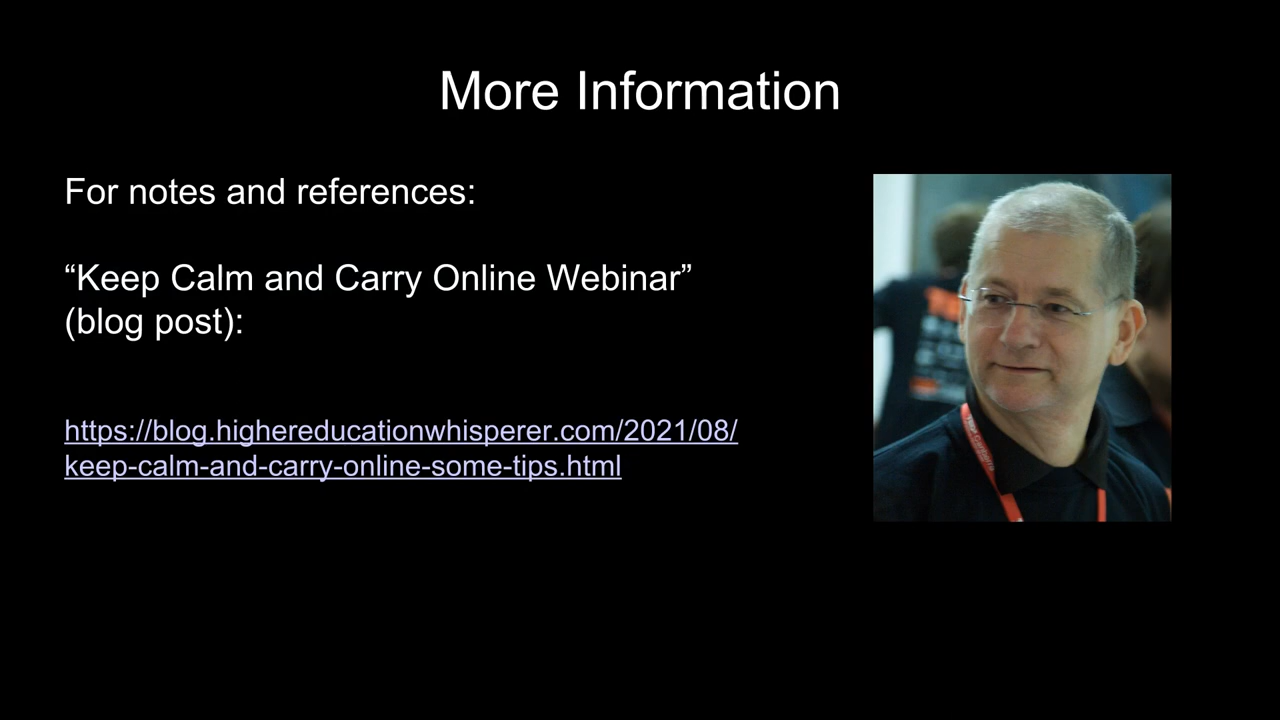 More Information
For notes and references:
“Keep Calm and Carry Online Webinar”
(blog post):
https://blog.highereducationwhisperer.com/2021/08/
keep-calm-and-carry-online-some-tips.html